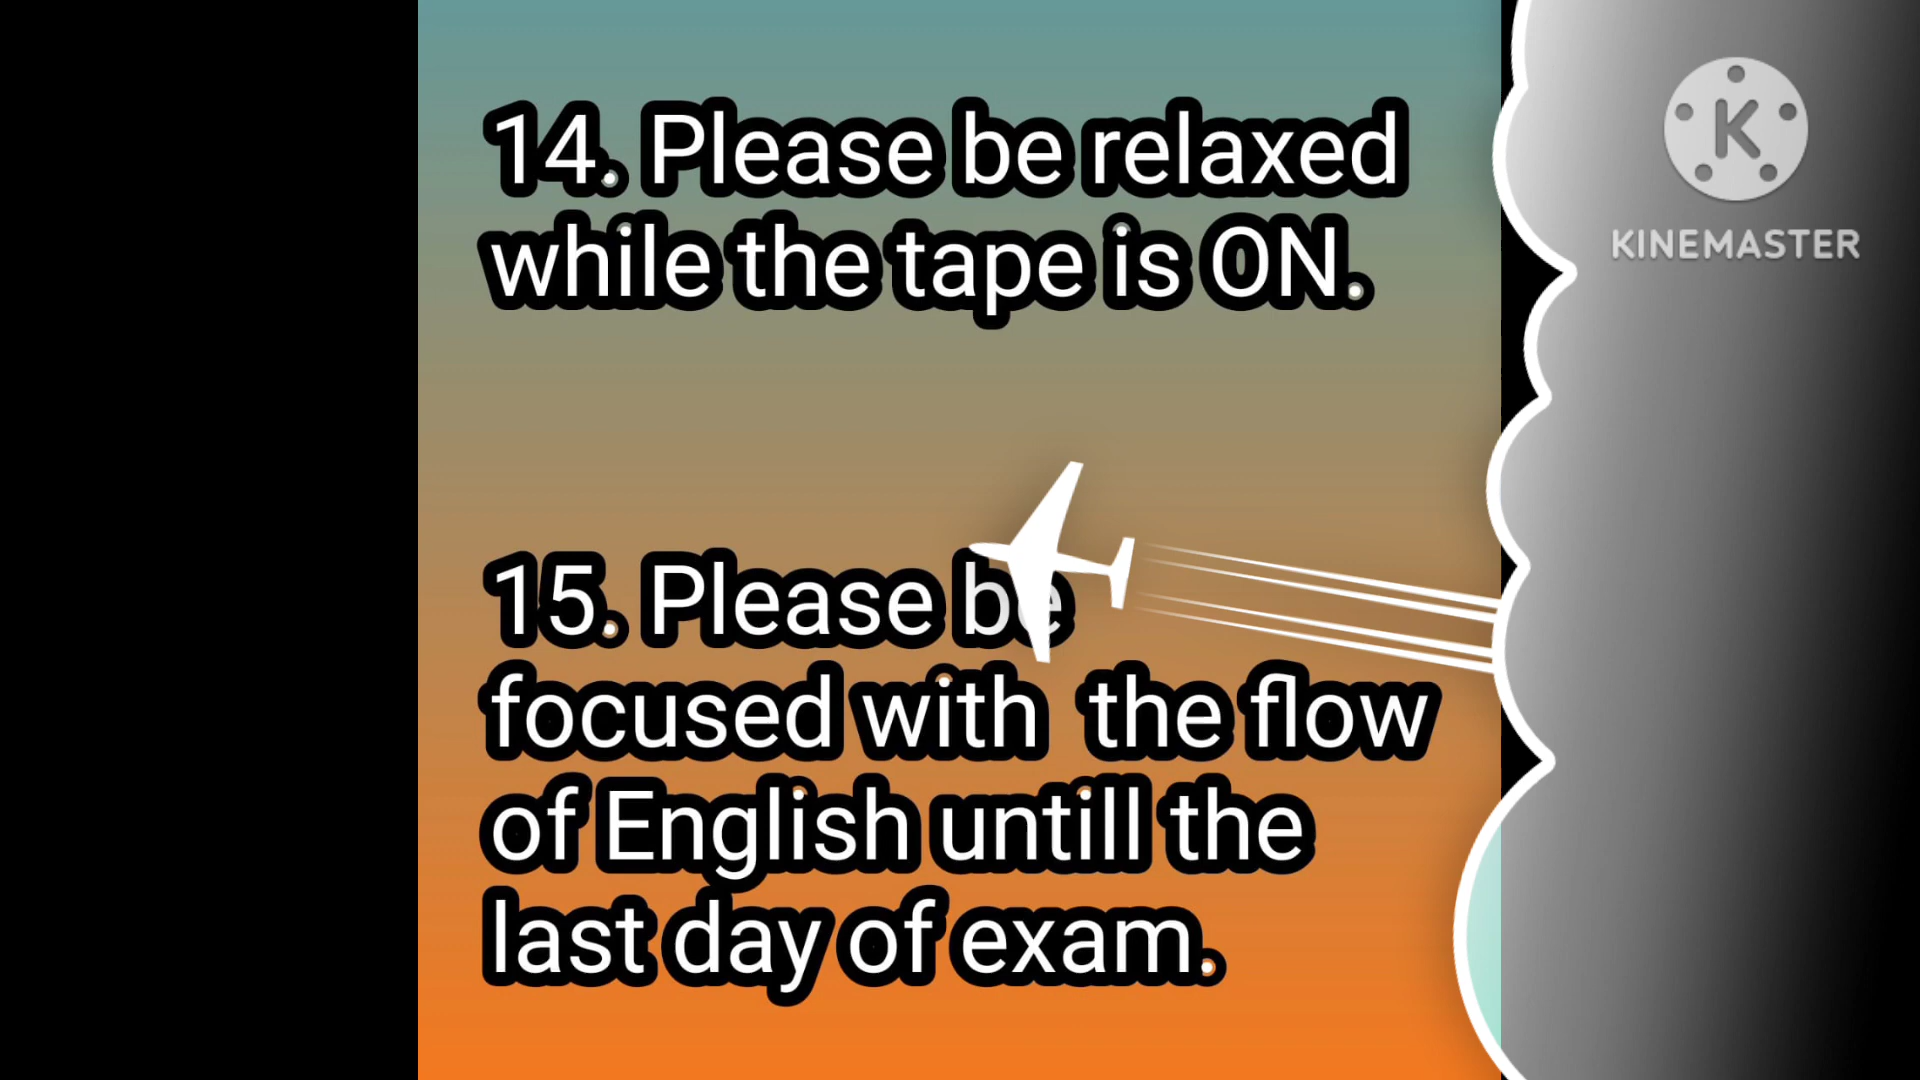 14. Please be relaxed
while the tape is ON.
15. Please be
focused with  the flow
of English untill the
last day of exam.
K
KINEMASTER